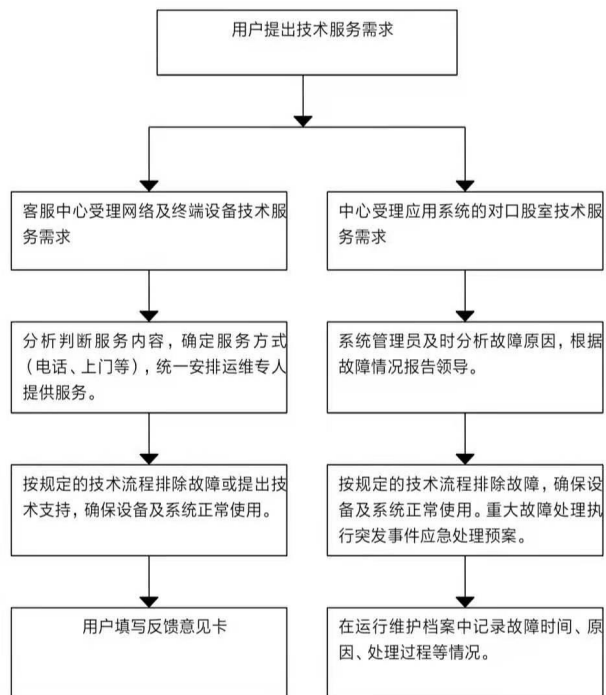 用户提出技术服务需求
客服中心受理网络及终端设备技术服
务需求
中心受理应用系统的对口股室技术服
务需求
分析判断服务内容，确定服务方式
（电话、上门等），统一安排运维专人
提供服务。
系统管理员及时分析故障原因，根据
故障情况报告领导。
按规定的技术流程排除故障或提出技
术支持，确保设备及系统正常使用。
按规定的技术流程排除故障，确保设
备及系统正常使用。重大故障处理执
行突发事件应急处理预案。
用户填写反馈意见卡
在运行维护档案中记录故障时间、原
因、处理过程等情况。